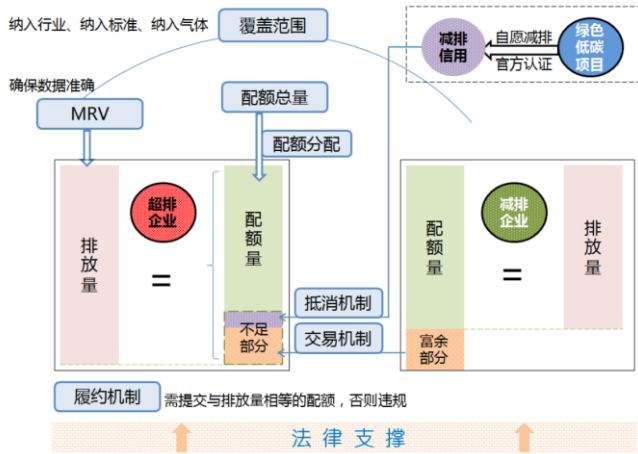 纳入行业、纳入标准、纳入气体
覆盖范围
减排
信用
自愿减排
官方认证
绿色
低碳
项目
确保数据准确
MRV
配额总量
配额分配
排放量
超排
企业
=
配额量
不足
部分
抵消机制
交易机制
配额量
富余
部分
减排
企业
=
排放量
履约机制
需提交与排放量相等的配额，否则违规
法律支撑